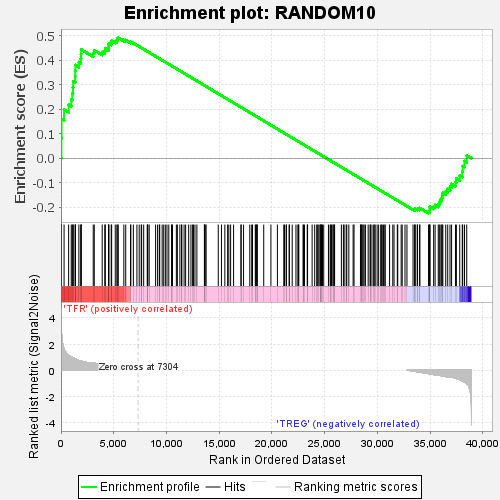 Enrichment plot: RANDOM10
Enrichment score (ES)
0.5
0.4
0.3
0.2
0.1
0.0
-0.1
-0.2
Ranked list metric (Signal2Noise)
'TFR' (positively correlated)
4
2
0
-2
-4
Zero cross at 7304
'TREG' (negatively correlated)
0 5,000 10,000 15,000 20,000 25,000 30,000 35,000 40,000
Rank in Ordered Dataset
Enrichment profile Hits Ranking metric scores